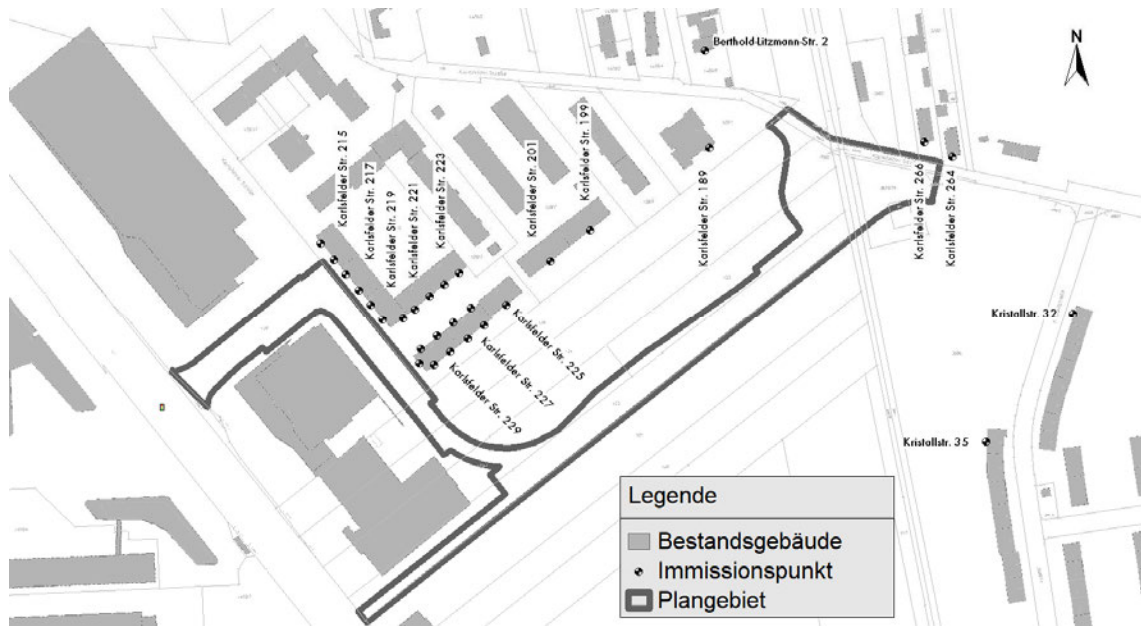 Berthold-Litzmann-Str. 2
N
Karlsfelder Str. 215
Karlsfelder Str. 217
Karlsfelder Str. 219
Karlsfelder Str. 221
Karlsfelder Str. 223
Karlsfelder Str. 201
Karlsfelder Str. 199
Karlsfelder Str. 189
Karlsfelder Str. 266
Karlsfelder Str. 264
Karlsfelder Str. 225
Karlsfelder Str. 227
Karlsfelder Str. 229
Kristallstr. 32
Kristallstr. 35
Legende
Bestandsgebäude
Immissionspunkt
Plangebiet